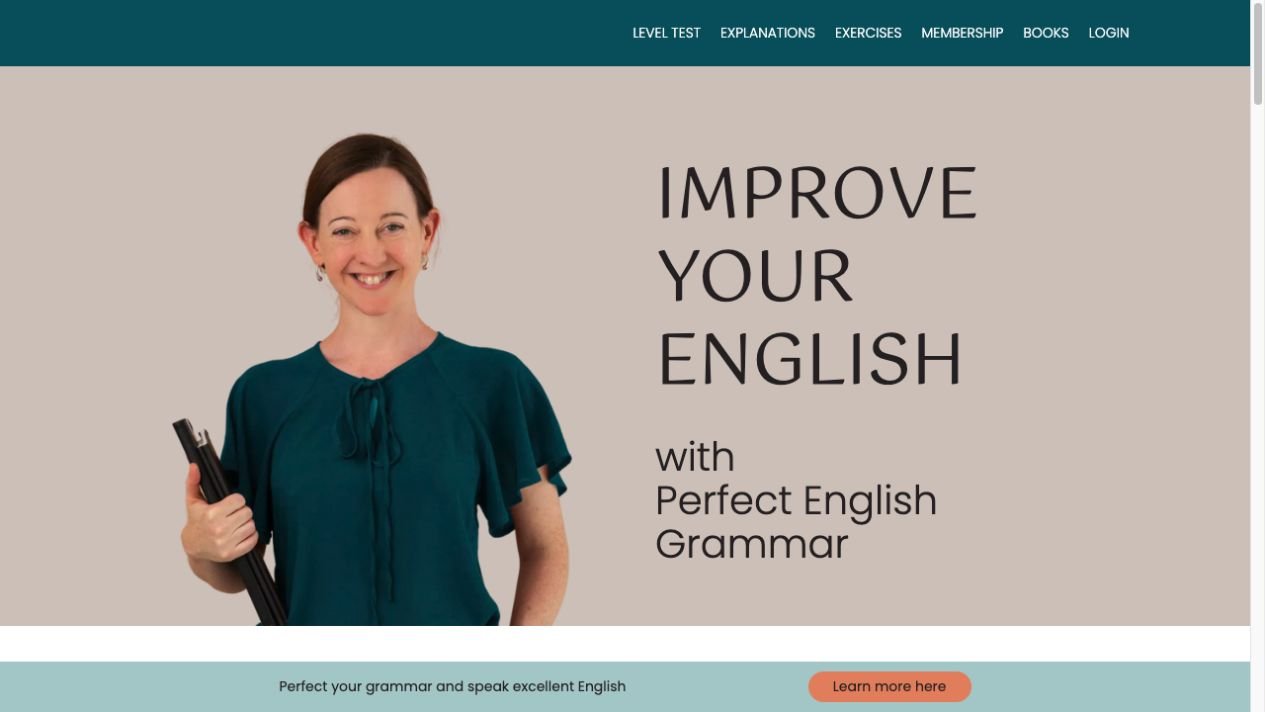 LEVEL TEST EXPLANATIONS EXERCISES MEMBERSHIP BOOKS LOGIN
IMPROVE
YOUR
ENGLISH
with
Perfect English
Grammar
Perfect your grammar and speak excellent English
Learn more here